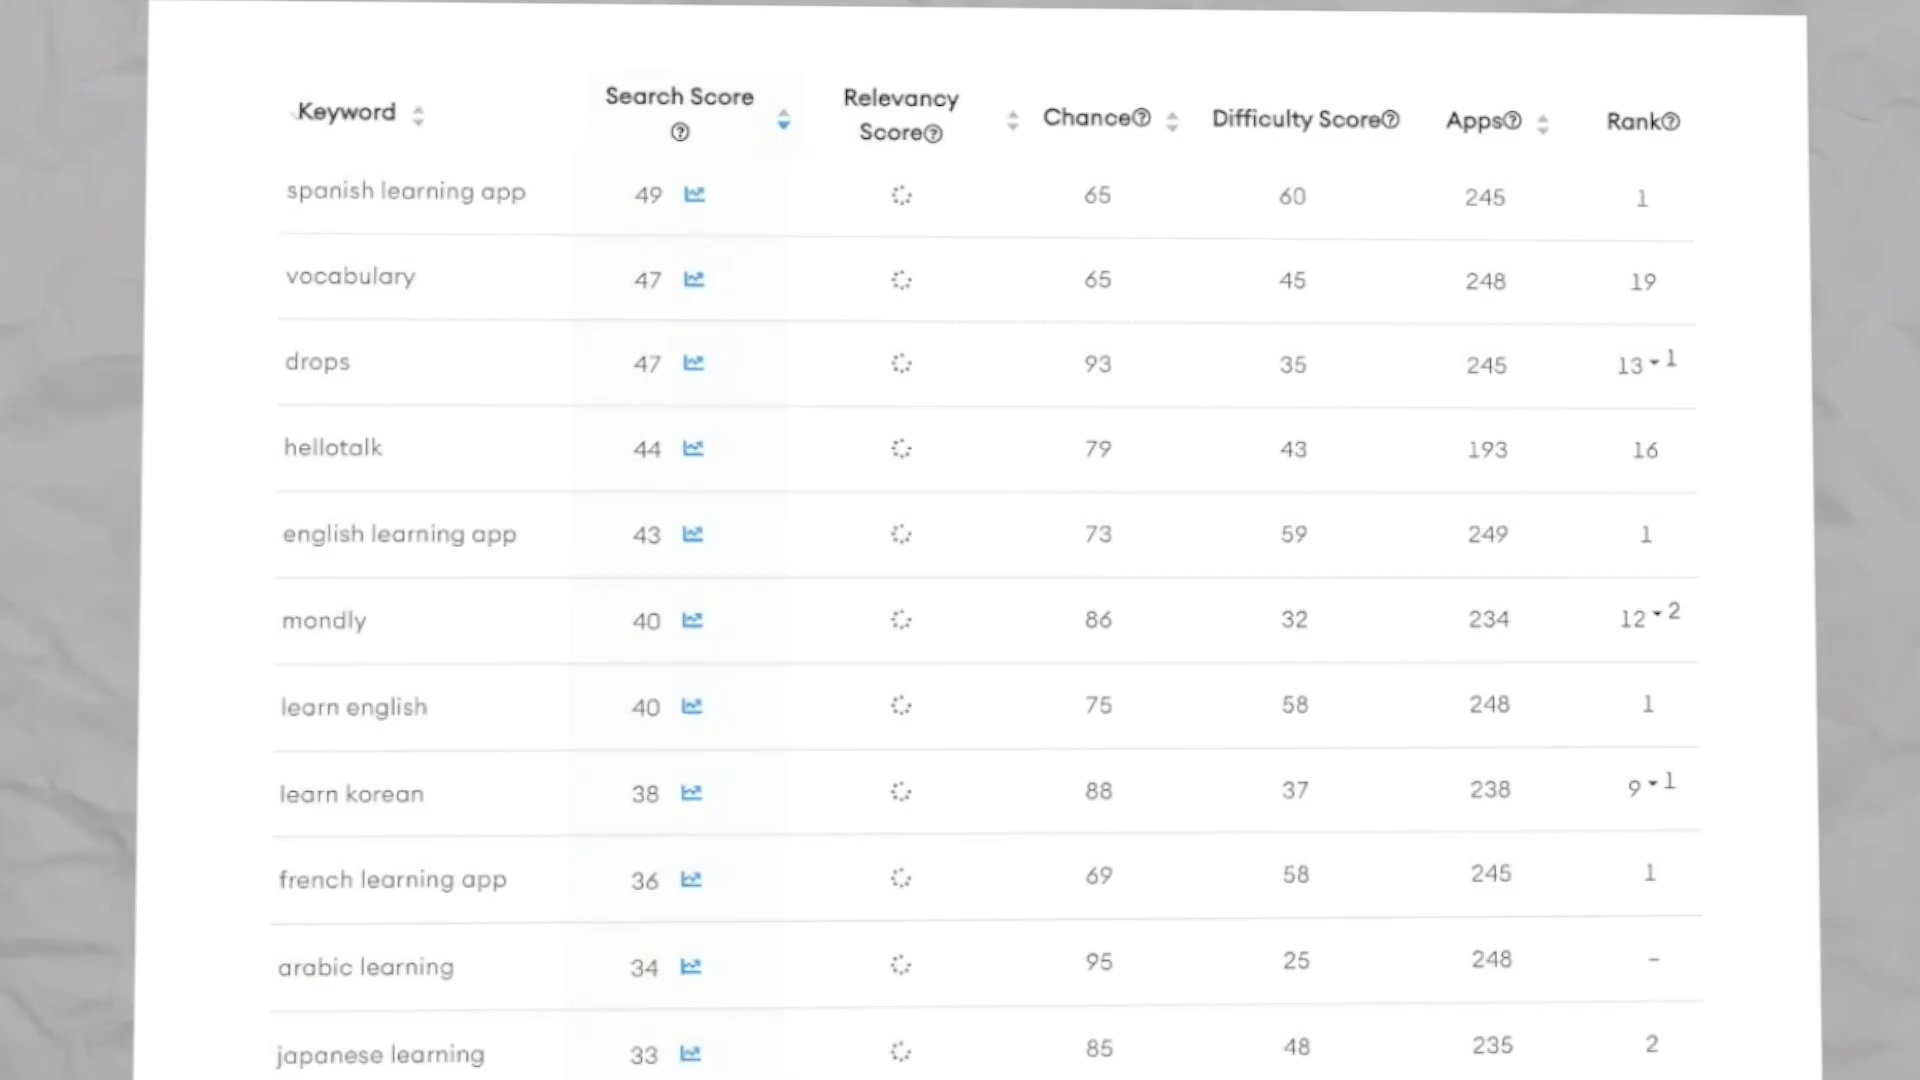 Keyword Search Score Relevancy Score Chance Difficulty Score Apps Rank
spanish learning app 49 65 60 245 1
vocabulary 47 65 45 248 19
drops 47 93 35 245 13 1
hellotalk 44 79 43 193 16
english learning app 43 73 59 249 1
mondly 40 86 32 234 12 2
learn english 40 75 58 248 1
learn korean 38 88 37 238 9 1
french learning app 36 69 58 245 1
arabic learning 34 95 25 248 –
japanese learning 33 85 48 235 2